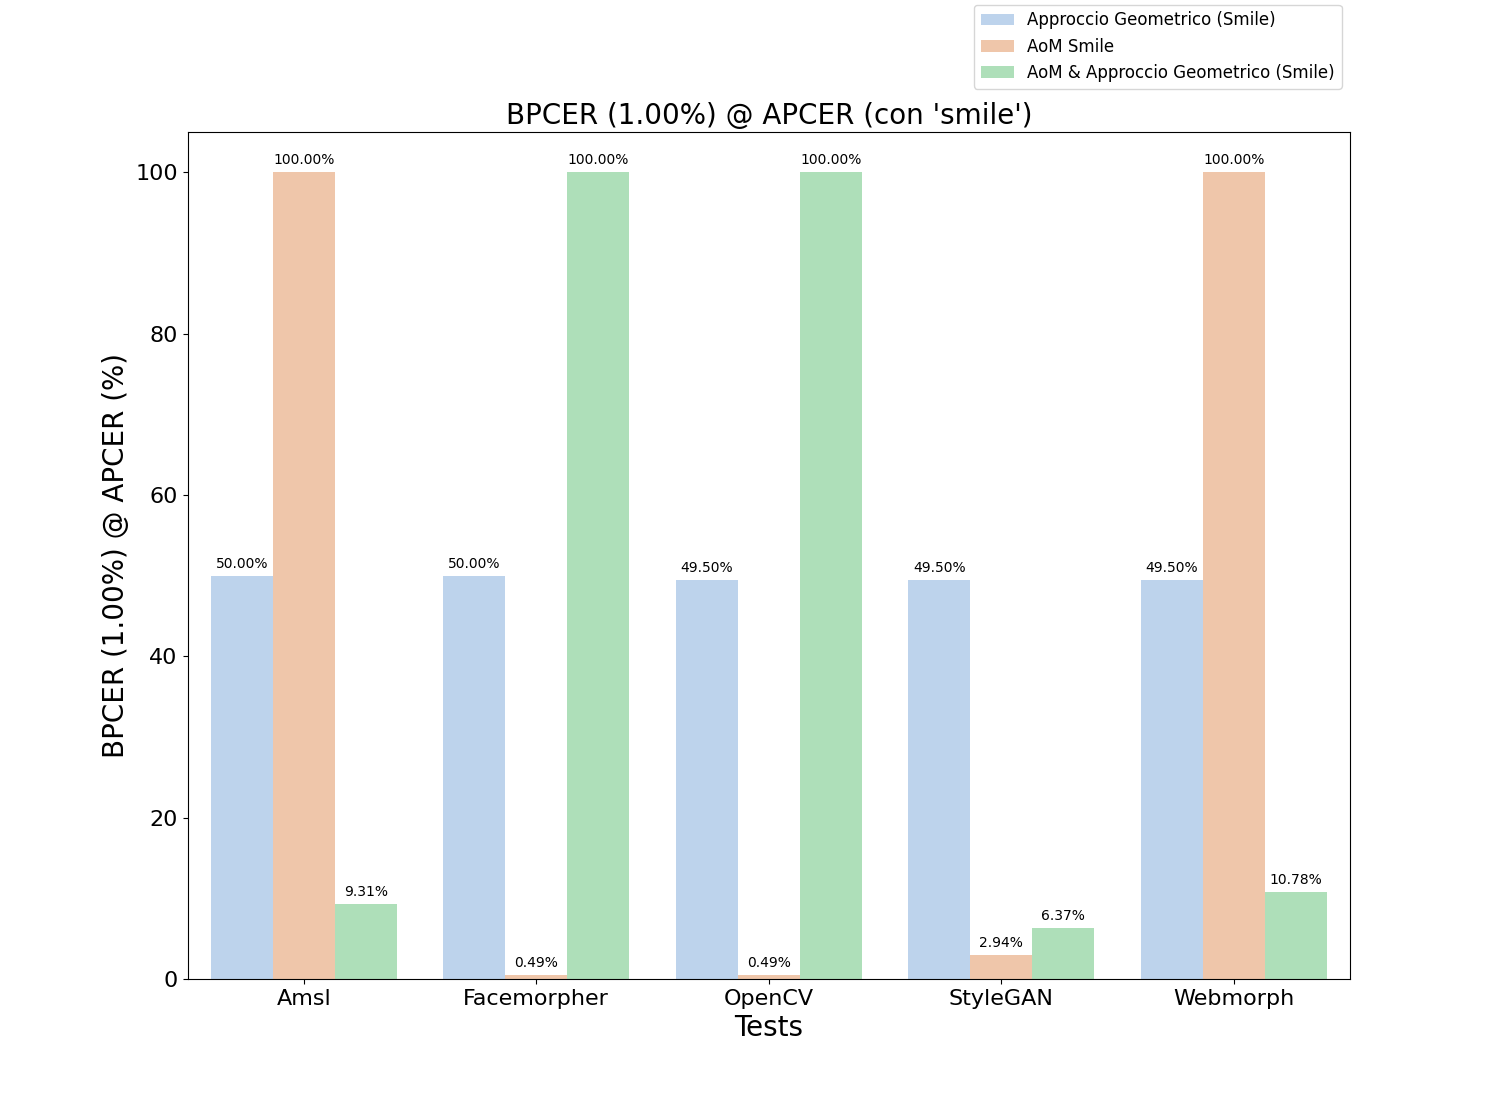 Approccio Geometrico (Smile)
AoM Smile
AoM & Approccio Geometrico (Smile)
BPCER (1.00%) @ APCER (con 'smile')
BPCER (1.00%) @ APCER (%)
100
80
60
40
20
0
50.00%
100.00%
9.31%
50.00%
0.49%
100.00%
49.50%
0.49%
100.00%
49.50%
2.94%
6.37%
49.50%
100.00%
10.78%
Amsl
Facemorpher
OpenCV
StyleGAN
Webmorph
Tests